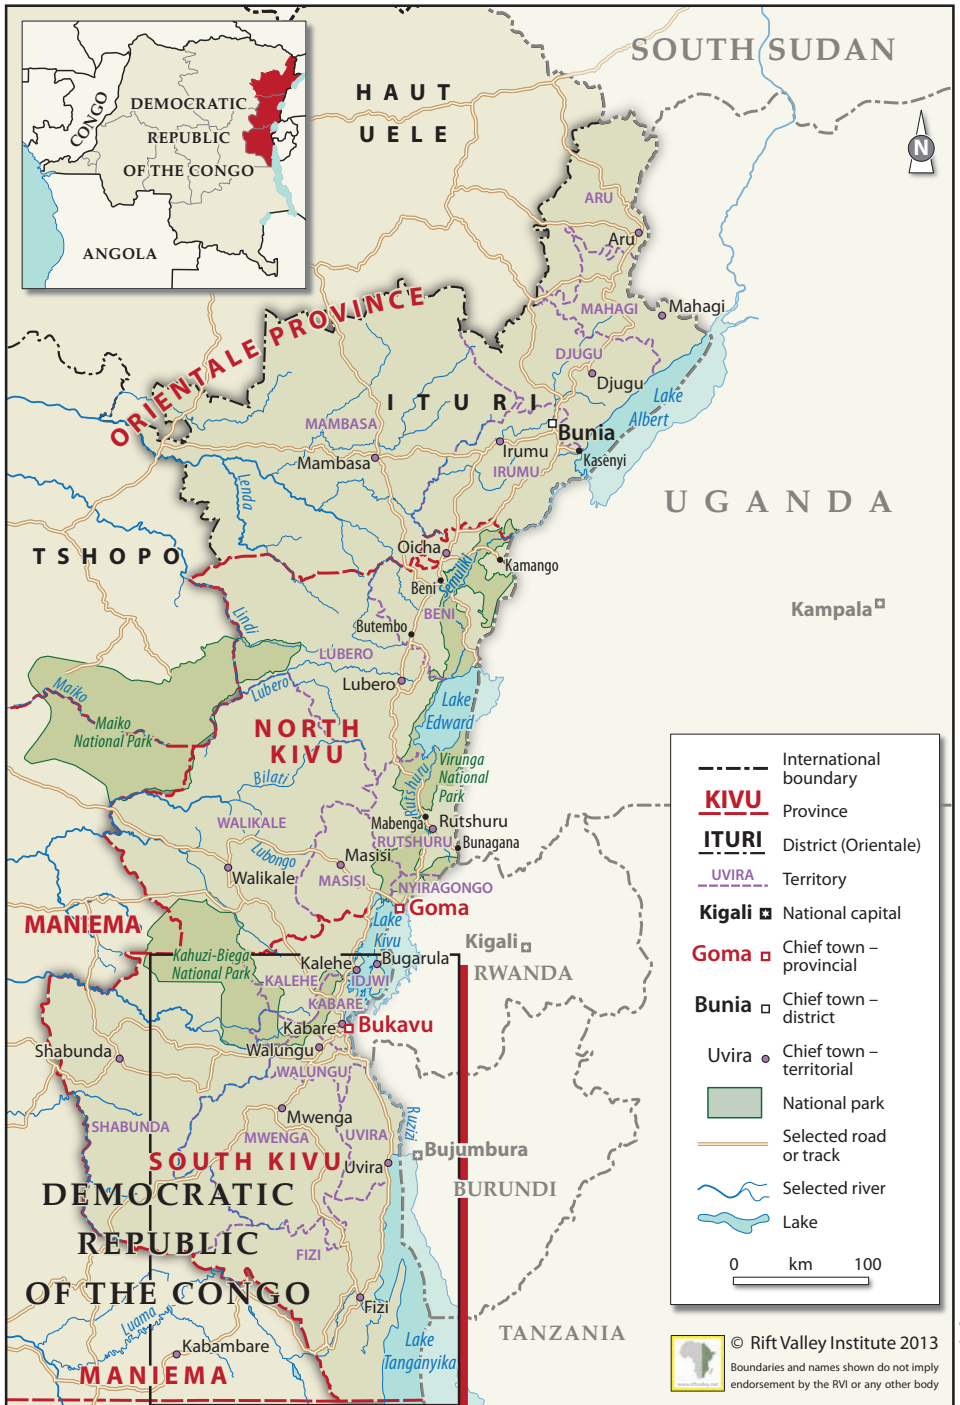 SOUTH SUDAN
HAUT
UELE
CONGO
DEMOCRATIC
REPUBLIC
OF THE CONGO
ANGOLA
N
ARU
Aru
MAHAGI
Mahagi
ORIENTALE PROVINCE
DJUGU
Djugu
Lake
Albert
ITURI
MAMBASA
Bunia
Irumu
Kasenyi
Mambasa
IRUMU
Lenda
UGANDA
TSHOPO
Oicha
Kamango
Semuliki
Beni
BENI
Kampala
Lindi
Butembo
LUBERO
Lubero
Lubero
Maiko
Maiko
National Park
Lake
Edward
NORTH
KIVU
Bilati
Virunga
National
Park
Rutshuru
WALIKALE
Mabenga
Rutshuru
RUTSHURU
Bunagana
Lubongo
Masisi
Walikale
MASISI
NYIRAGONGO
Goma
MANIEMA
Lake
Kivu
Kigali
Kahuzi-Biega
National Park
Kalehe
Bugarula
RWANDA
KALEHE
IDJWI
KABARE
Kabare
Bukavu
Shabunda
Walungu
WALUNGU
Mwenga
SHABUNDA
MWENGA
UVIRA
Ruzizi
Bujumbura
SOUTH KIVU
Uvira
BURUNDI
DEMOCRATIC
REPUBLIC
OF THE CONGO
FIZI
Fizi
Luama
Kabambare
Lake
Tanganyika
TANZANIA
MANIEMA
International
boundary
KIVU
Province
ITURI
District (Orientale)
UVIRA
Territory
Kigali
National capital
Goma
Chief town –
provincial
Bunia
Chief town –
district
Uvira
Chief town –
territorial
National park
Selected road
or track
Selected river
Lake
0 km 100
© Rift Valley Institute 2013
Boundaries and names shown do not imply
endorsement by the RVI or any other body
www.riftvalley.net